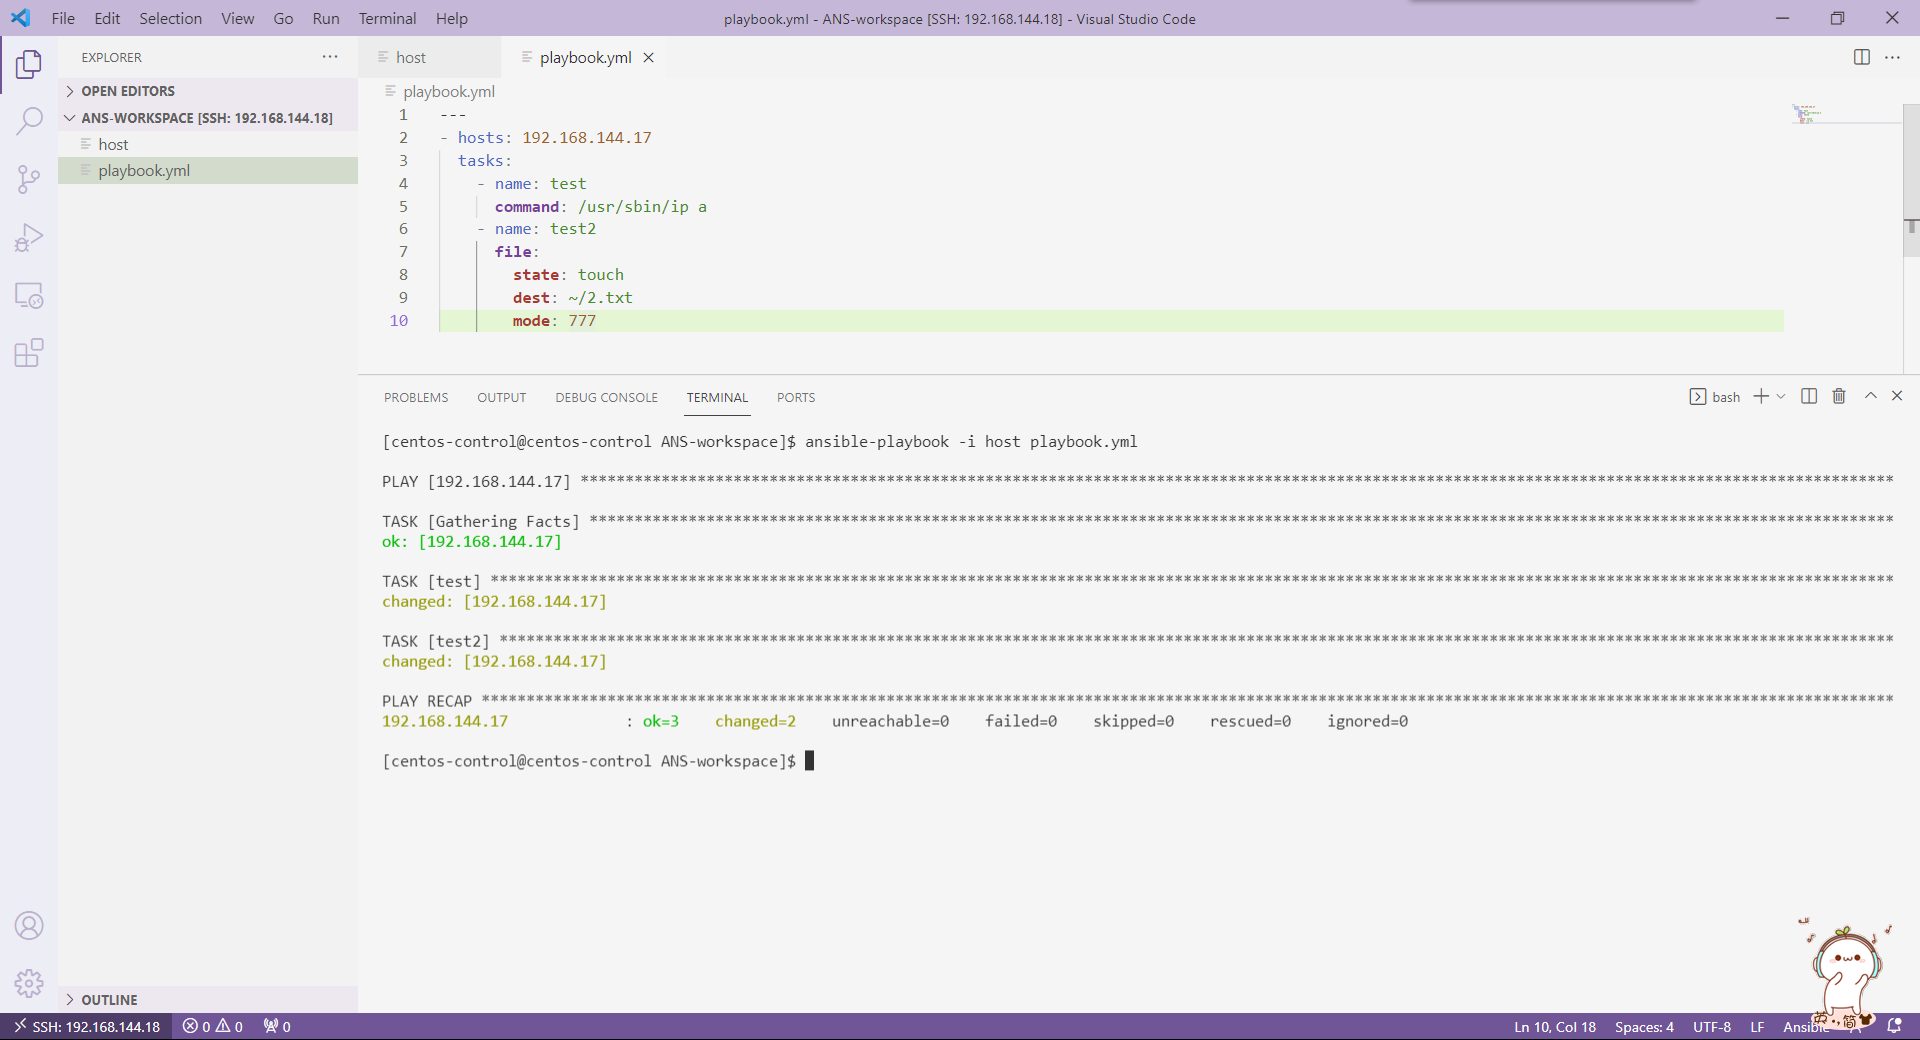 File Edit Selection View Go Run Terminal Help
playbook.yml - ANS-workspace [SSH: 192.168.144.18] - Visual Studio Code
EXPLORER
OPEN EDITORS
ANS-WORKSPACE [SSH: 192.168.144.18]
host
playbook.yml
OUTLINE
host
playbook.yml
playbook.yml
1 ---
2 - hosts: 192.168.144.17
3 tasks:
4 - name: test
5 command: /usr/sbin/ip a
6 - name: test2
7 file:
8 state: touch
9 dest: ~/2.txt
10 mode: 777
PROBLEMS OUTPUT DEBUG CONSOLE TERMINAL PORTS
bash
[centos-control@centos-control ANS-workspace]$ ansible-playbook -i host playbook.yml
PLAY [192.168.144.17] **************************************************************************************************************************************************
TASK [Gathering Facts] *************************************************************************************************************************************************
ok: [192.168.144.17]
TASK [test] ************************************************************************************************************************************************************
changed: [192.168.144.17]
TASK [test2] ***********************************************************************************************************************************************************
changed: [192.168.144.17]
PLAY RECAP *************************************************************************************************************************************************************
192.168.144.17 : ok=3 changed=2 unreachable=0 failed=0 skipped=0 rescued=0 ignored=0
[centos-control@centos-control ANS-workspace]$
SSH: 192.168.144.18 0 0 0
Ln 10, Col 18 Spaces: 4 UTF-8 LF Ansible
英 简